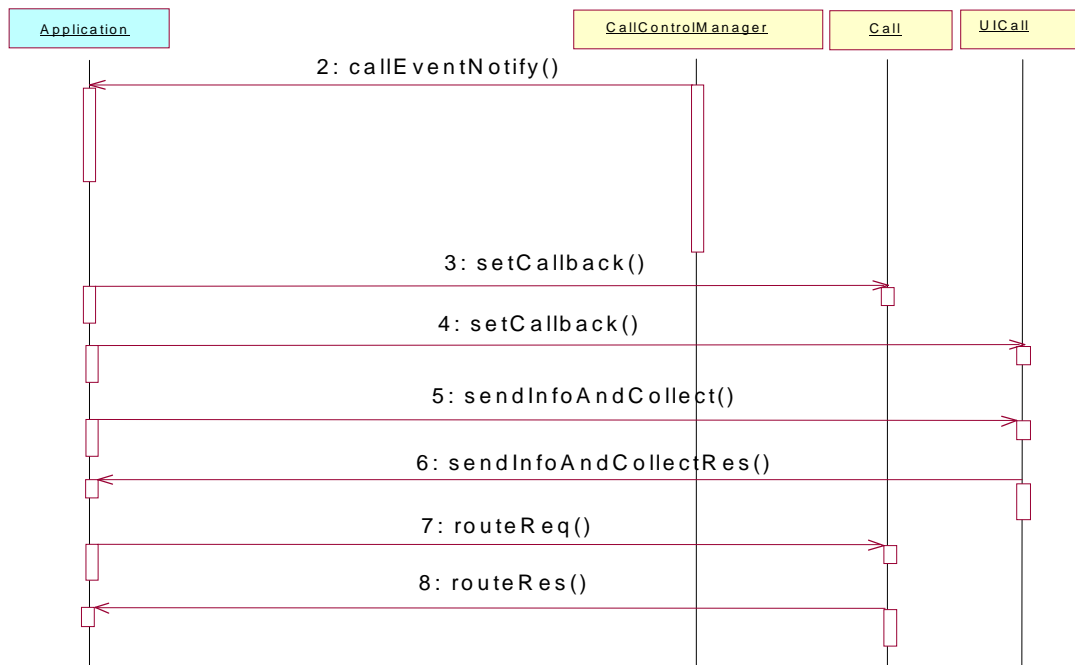 Application
CallControlManager
Call
UICall
2: callEventNotify()
3: setCallback()
4: setCallback()
5: sendInfoAndCollect()
6: sendInfoAndCollectRes()
7: routeReq()
8: routeRes()